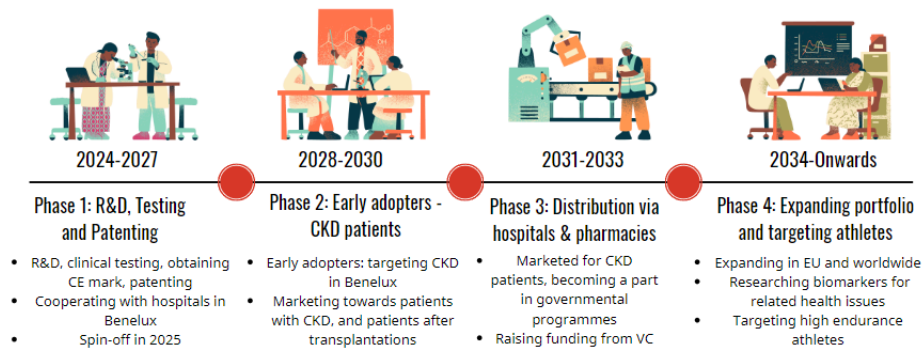 2024-2027
Phase 1: R&D, Testing
and Patenting
• R&D, clinical testing, obtaining
CE mark, patenting
• Cooperating with hospitals in
Benelux
• Spin-off in 2025
2028-2030
Phase 2: Early adopters -
CKD patients
• Early adopters: targeting CKD
in Benelux
• Marketing towards patients
with CKD, and patients after
transplantations
2031-2033
Phase 3: Distribution via
hospitals & pharmacies
• Marketed for CKD
patients, becoming a part
in governmental
programmes
• Raising funding from VC
2034-Onwards
Phase 4: Expanding portfolio
and targeting athletes
• Expanding in EU and worldwide
• Researching biomarkers for
related health issues
• Targeting high endurance
athletes